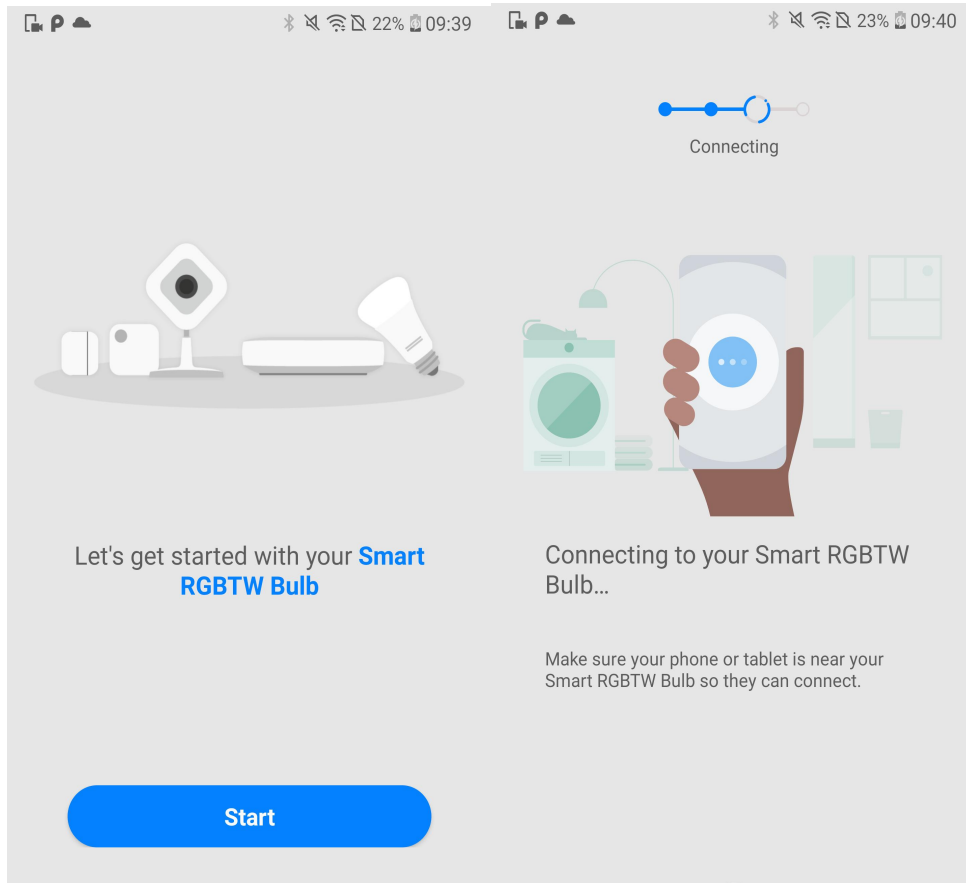 22% 09:39
Let's get started with your Smart
RGBTW Bulb
Start
23% 09:40
Connecting
Connecting to your Smart RGBTW
Bulb…
Make sure your phone or tablet is near your
Smart RGBTW Bulb so they can connect.